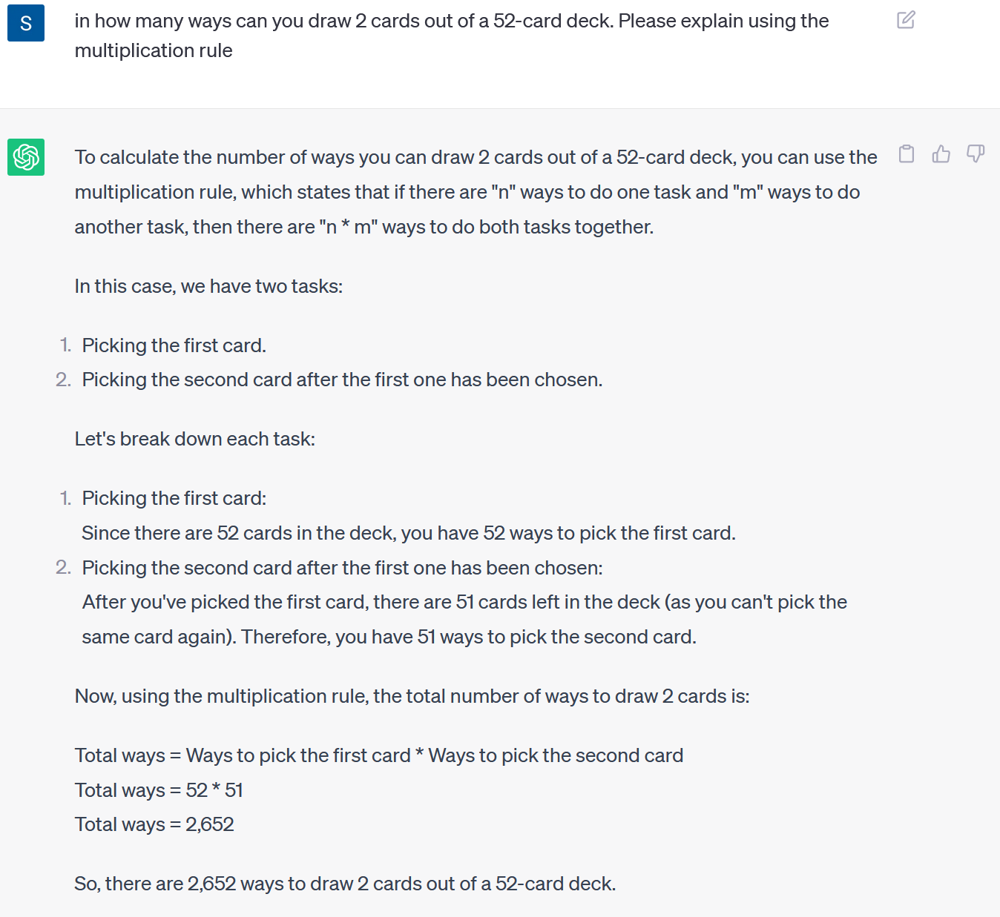 S
in how many ways can you draw 2 cards out of a 52-card deck. Please explain using the
multiplication rule
To calculate the number of ways you can draw 2 cards out of a 52-card deck, you can use the
multiplication rule, which states that if there are "n" ways to do one task and "m" ways to do
another task, then there are "n * m" ways to do both tasks together.
In this case, we have two tasks:
1. Picking the first card.
2. Picking the second card after the first one has been chosen.
Let's break down each task:
1. Picking the first card:
Since there are 52 cards in the deck, you have 52 ways to pick the first card.
2. Picking the second card after the first one has been chosen:
After you've picked the first card, there are 51 cards left in the deck (as you can't pick the
same card again). Therefore, you have 51 ways to pick the second card.
Now, using the multiplication rule, the total number of ways to draw 2 cards is:
Total ways = Ways to pick the first card * Ways to pick the second card
Total ways = 52 * 51
Total ways = 2,652
So, there are 2,652 ways to draw 2 cards out of a 52-card deck.